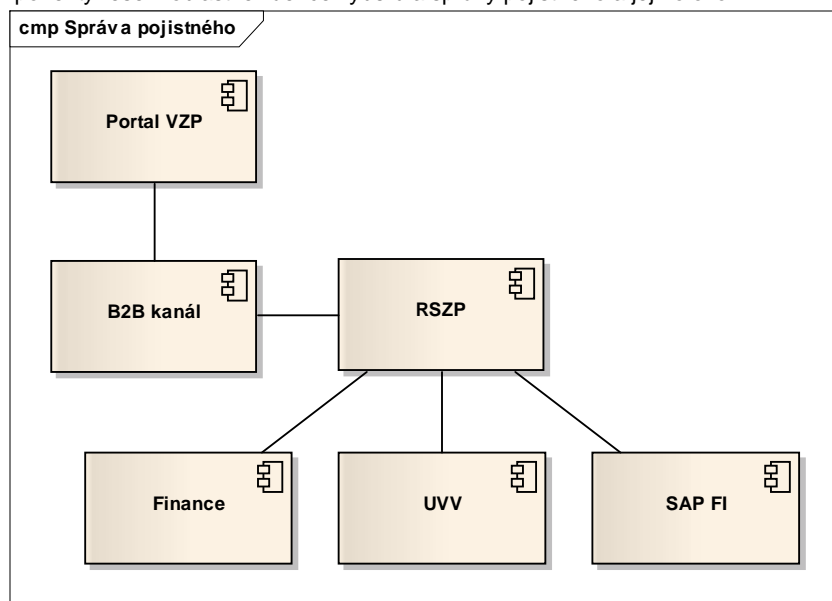 cmp Správa pojistného
Portal VZP
B2B kanál
RSZP
Finance
UVV
SAP FI